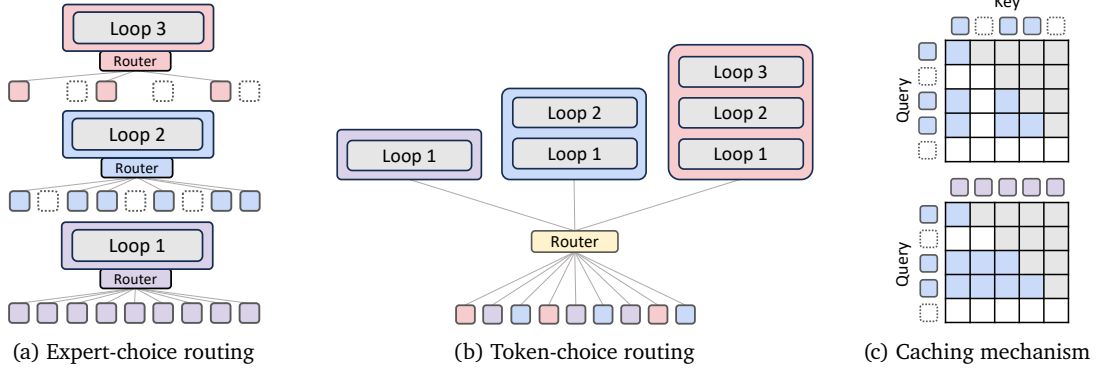 Loop 3
Router
Loop 2
Router
Loop 1
Router
(a) Expert-choice routing
Loop 3
Loop 2
Loop 2
Loop 1
Loop 1
Loop 1
Router
(b) Token-choice routing
Key
Query
Query
(c) Caching mechanism